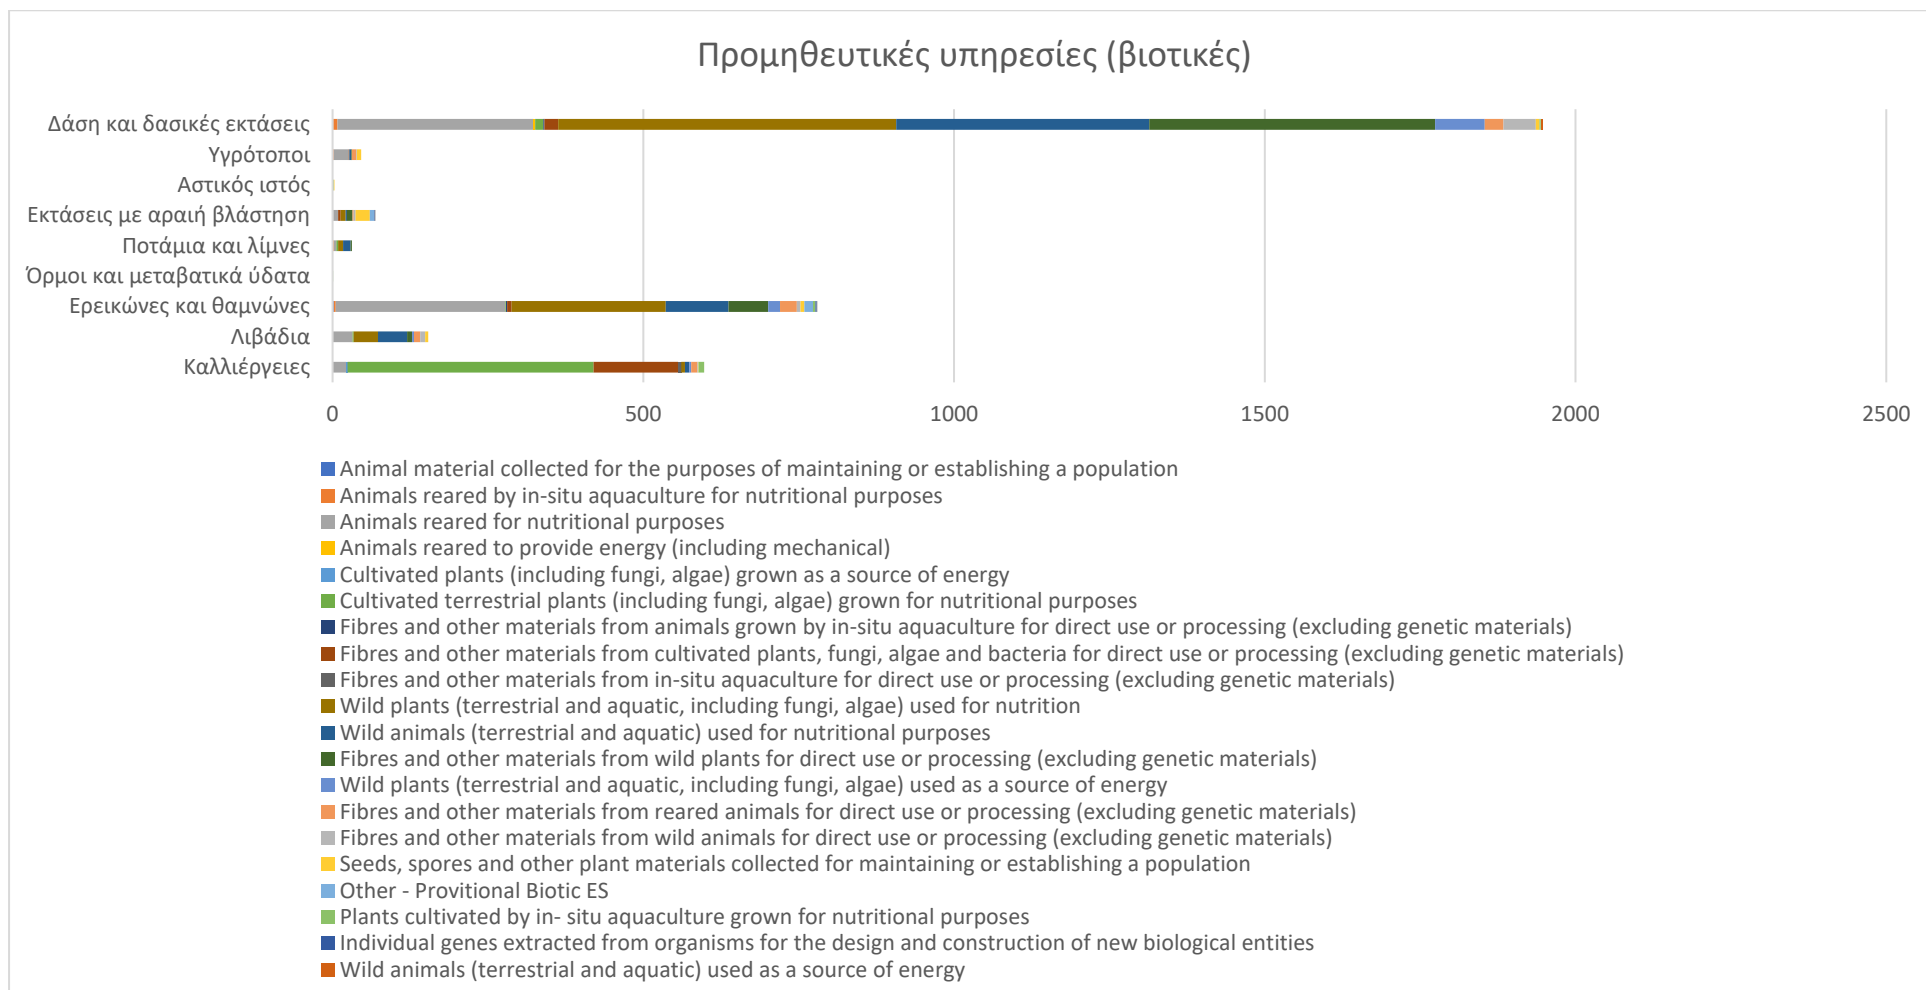 Προμηθευτικές υπηρεσίες (βιοτικές)
Δάση και δασικές εκτάσεις
Υγρότοποι
Αστικός ιστός
Εκτάσεις με αραιή βλάστηση
Ποτάμια και λίμνες
Όρμοι και μεταβατικά ύδατα
Ερεικώνες και θαμνώνες
Λιβάδια
Καλλιέργειες
0 500 1000 1500 2000 2500
Animal material collected for the purposes of maintaining or establishing a population
Animals reared by in-situ aquaculture for nutritional purposes
Animals reared for nutritional purposes
Animals reared to provide energy (including mechanical)
Cultivated plants (including fungi, algae) grown as a source of energy
Cultivated terrestrial plants (including fungi, algae) grown for nutritional purposes
Fibres and other materials from animals grown by in-situ aquaculture for direct use or processing (excluding genetic materials)
Fibres and other materials from cultivated plants, fungi, algae and bacteria for direct use or processing (excluding genetic materials)
Fibres and other materials from in-situ aquaculture for direct use or processing (excluding genetic materials)
Wild plants (terrestrial and aquatic, including fungi, algae) used for nutrition
Wild animals (terrestrial and aquatic) used for nutritional purposes
Fibres and other materials from wild plants for direct use or processing (excluding genetic materials)
Wild plants (terrestrial and aquatic, including fungi, algae) used as a source of energy
Fibres and other materials from reared animals for direct use or processing (excluding genetic materials)
Fibres and other materials from wild animals for direct use or processing (excluding genetic materials)
Seeds, spores and other plant materials collected for maintaining or establishing a population
Other - Provitional Biotic ES
Plants cultivated by in- situ aquaculture grown for nutritional purposes
Individual genes extracted from organisms for the design and construction of new biological entities
Wild animals (terrestrial and aquatic) used as a source of energy